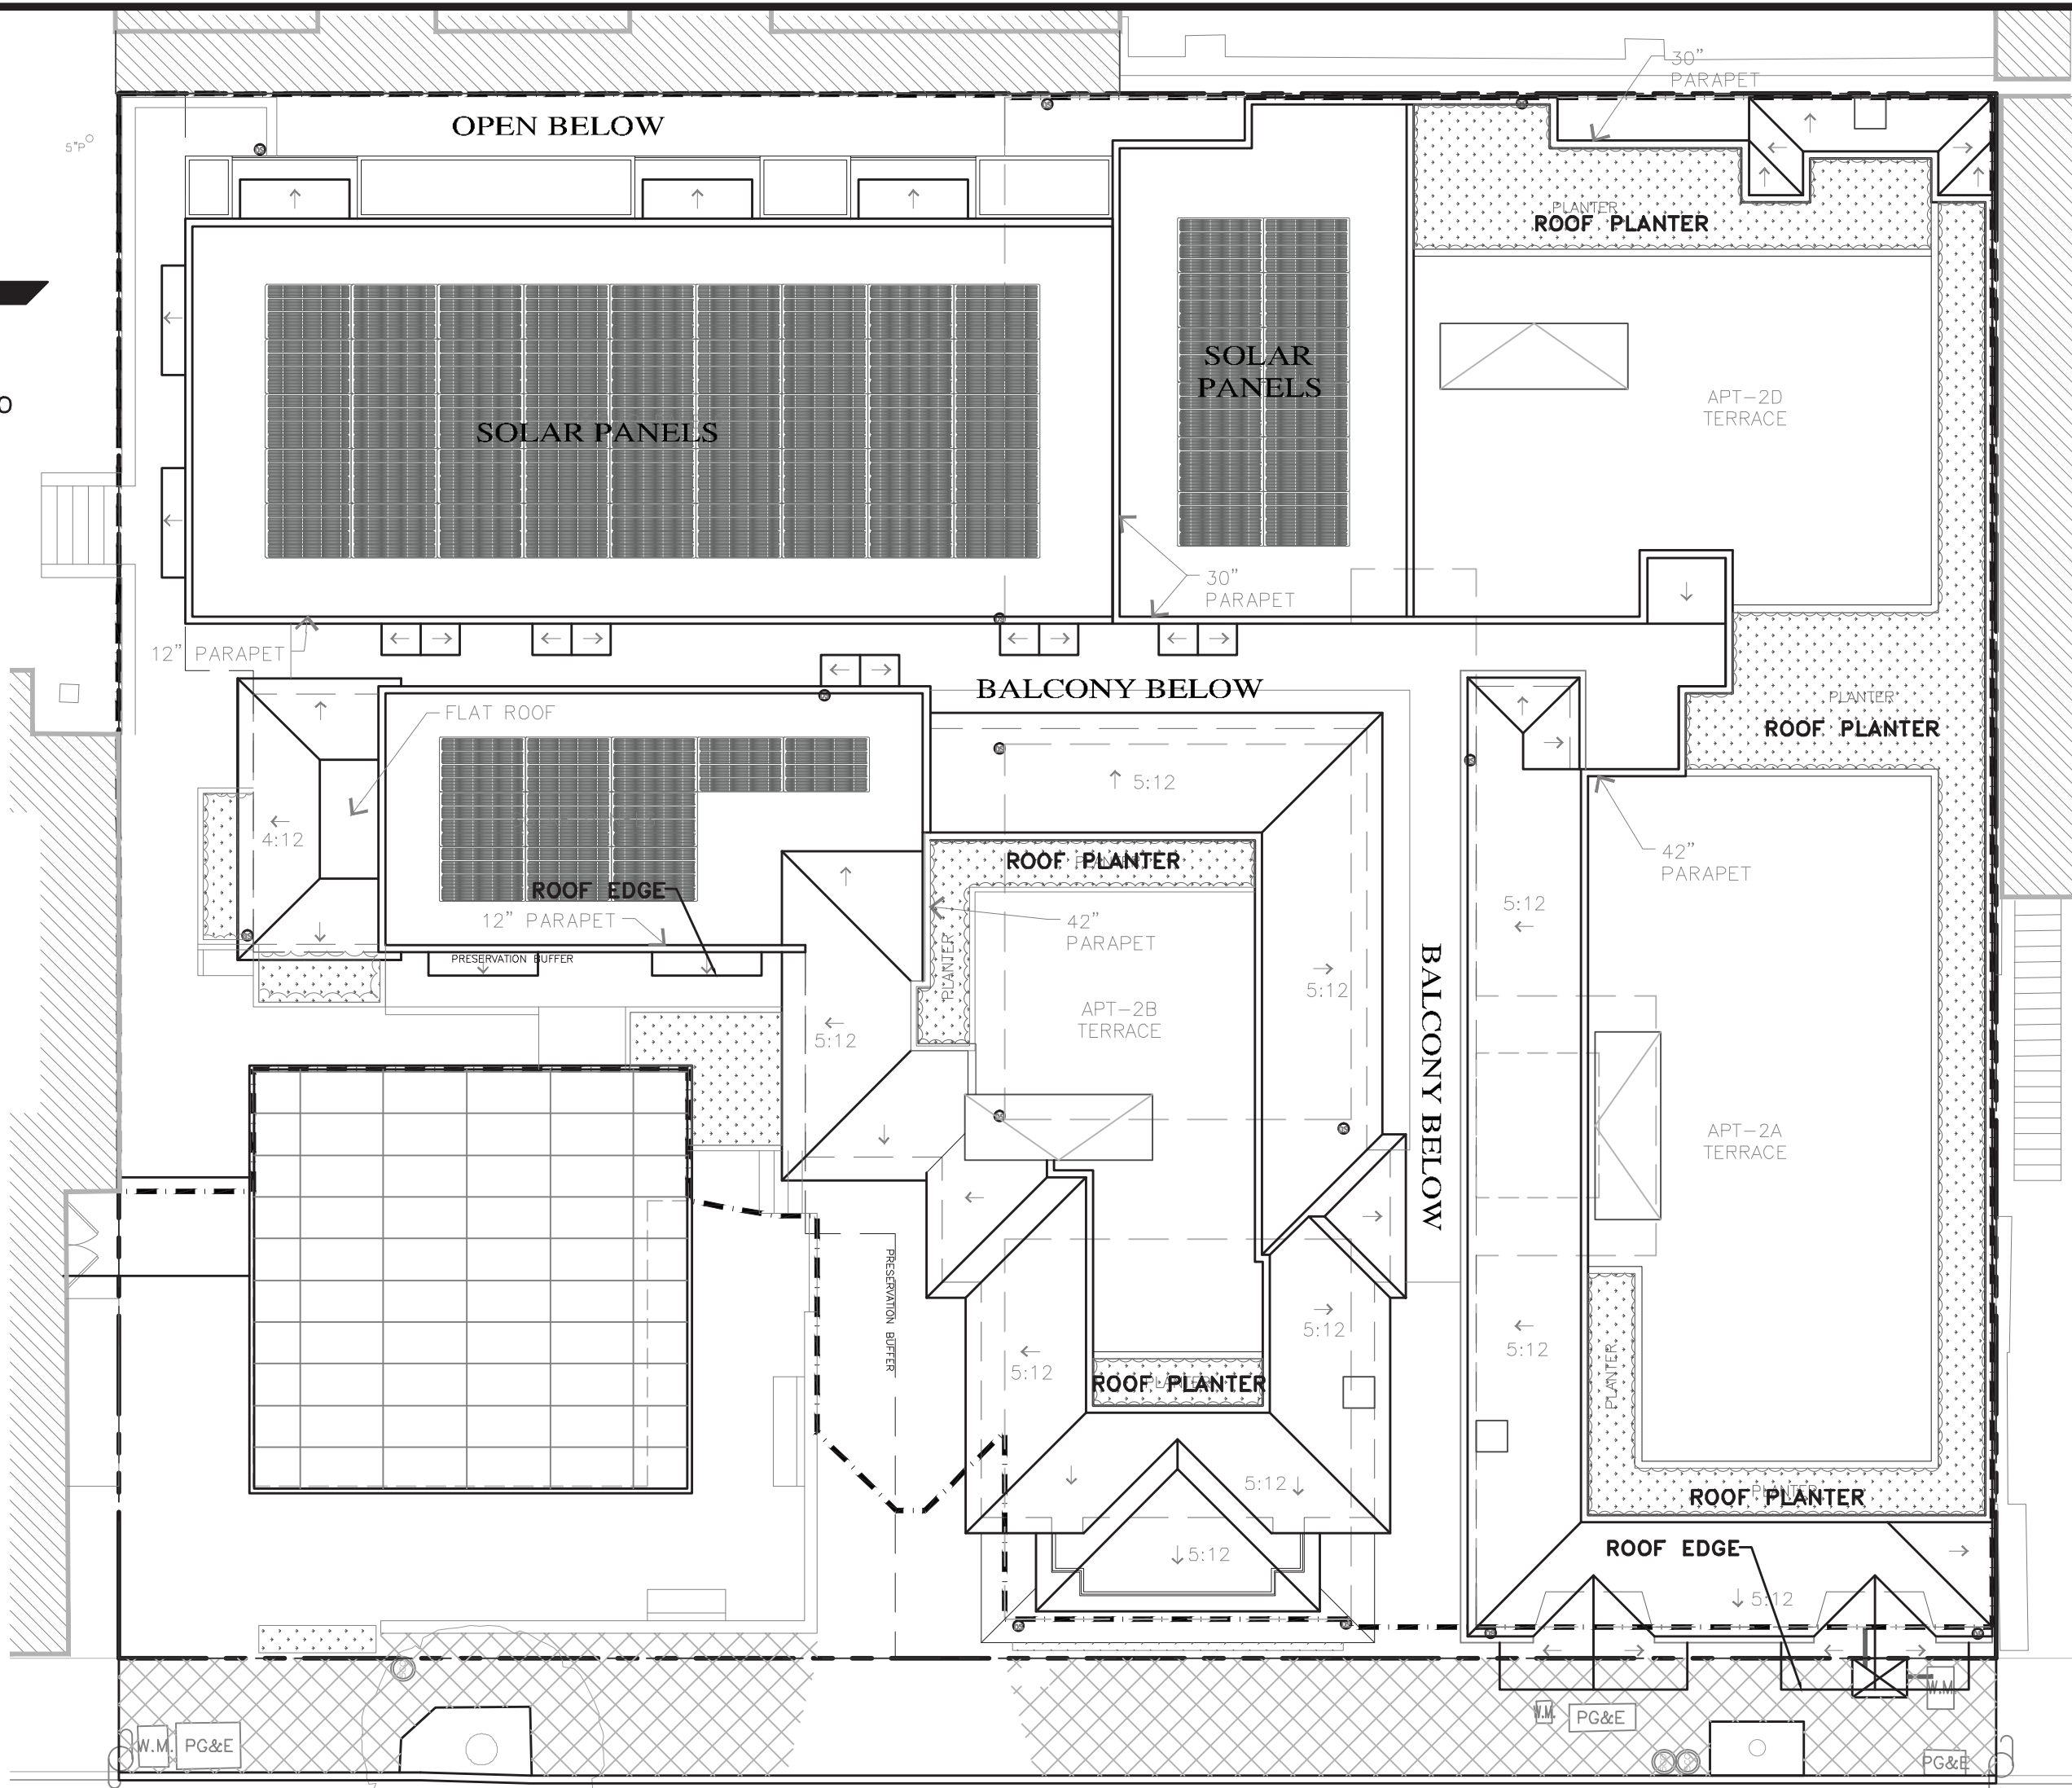 30"
PARAPET
OPEN BELOW
5"P
PLANTER
ROOF PLANTER
SOLAR
PANELS
O
APT-2D
TERRACE
SOLAR PANELS
30"
PARAPET
12" PARAPET
BALCONY BELOW
PLANTER
ROOF PLANTER
FLAT ROOF
5:12
4:12
ROOF PLANTER
PLANTER
42"
PARAPET
ROOF EDGE
12" PARAPET
42"
PARAPET
5:12
PRESERVATION BUFFER
PLANTER
5:12
BALCONY BELOW
APT-2B
TERRACE
5:12
APT-2A
TERRACE
PRESERVATION BUFFER
5:12
5:12
5:12
PLANTER
ROOF PLANTER
PLANTER
5:12
PLANTER
ROOF PLANTER
5:12
ROOF EDGE
5:12
W.M.
W.M.
PG&E
W.M.
PG&E
PG&E